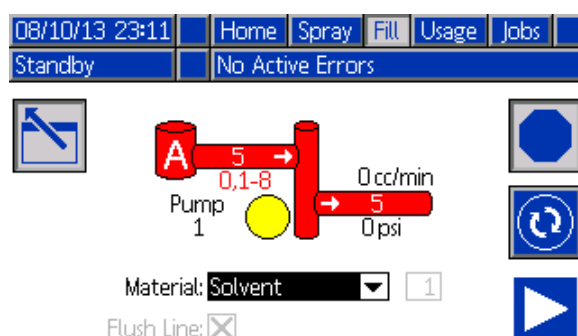 08/10/13 23:11 Home Spray Fill Usage Jobs
Standby No Active Errors
A 5
0,1-8 0 cc/min
Pump 5
1 0 psi
Material: Solvent 1
Flush Line: